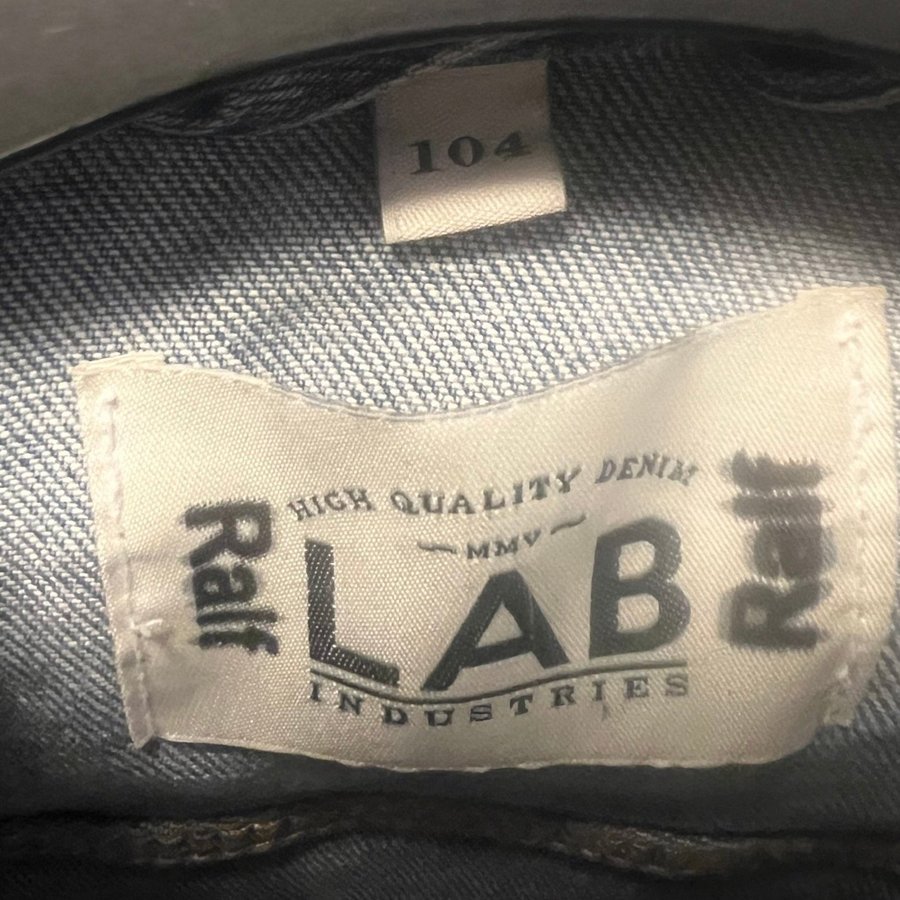 104
HIGH QUALITY DENIM
MMV
LAB
INDUSTRIES
Ralf
Ralf